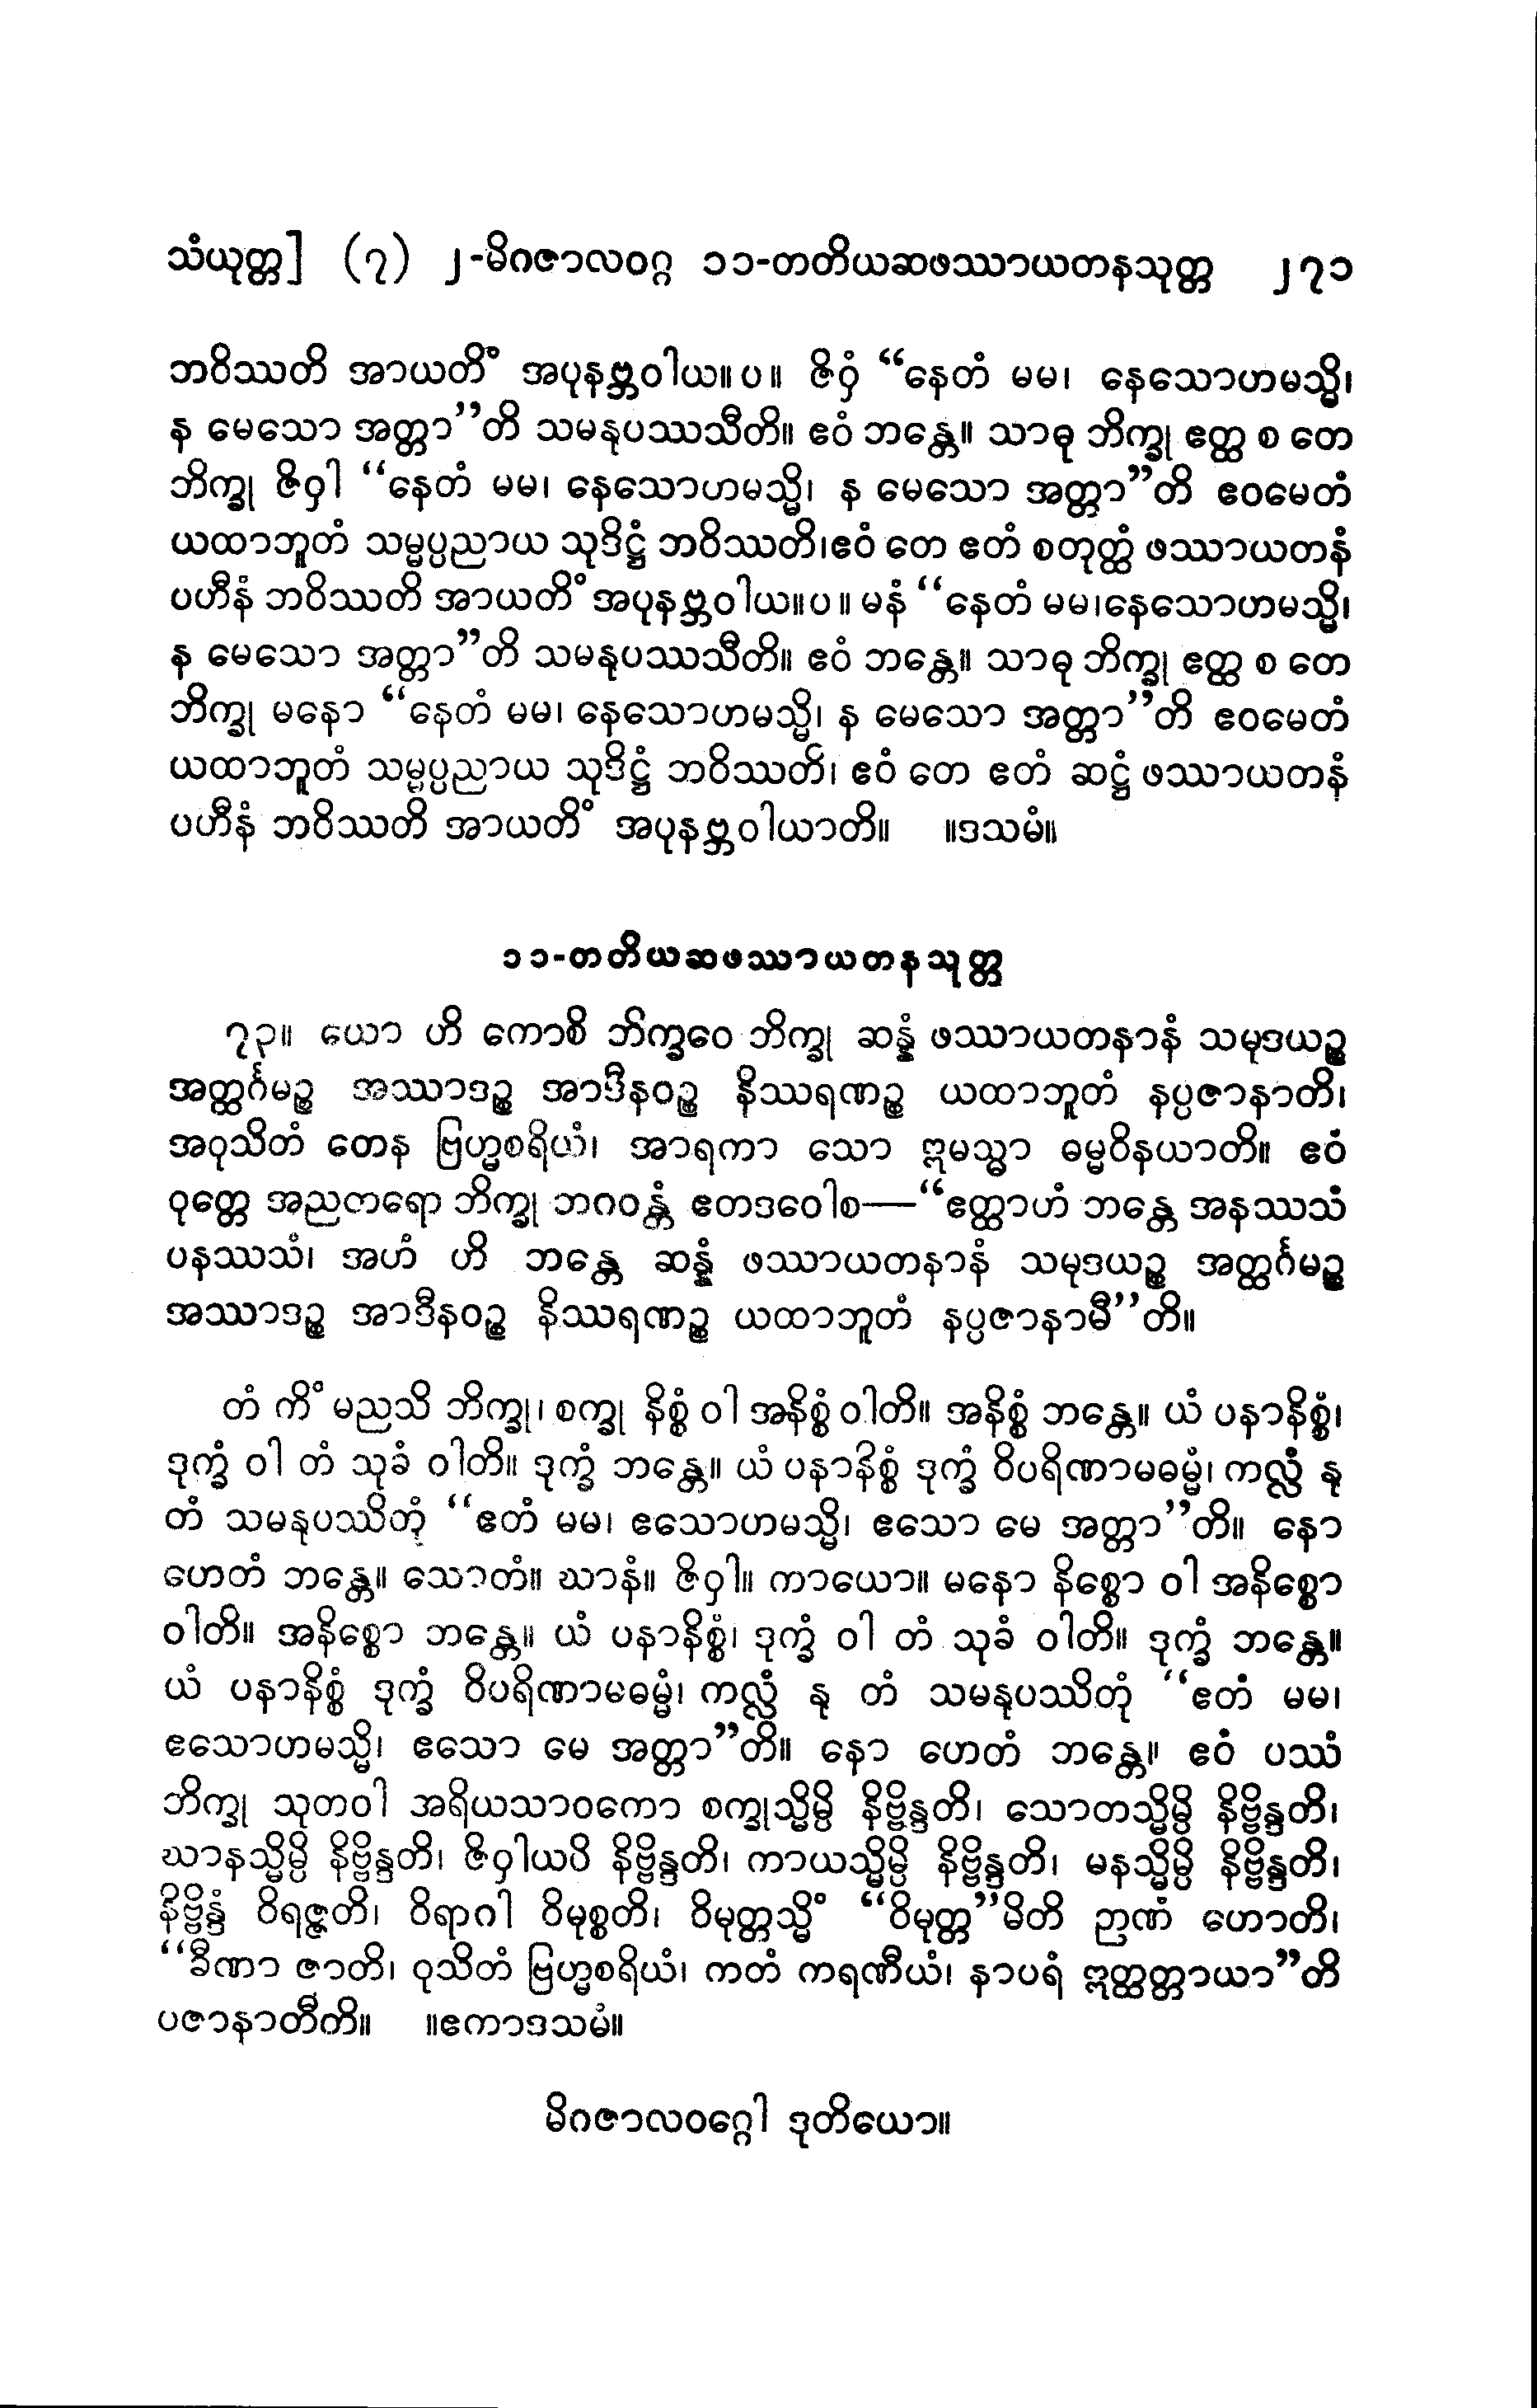 သံယုတ္တ] (၇) ၂-မိဂဇာလဝဂ္ဂ ၁၁-တတိယဆဖဿာယတနသုတ္တ ၂၇၁
ဘဝိဿတိ အာယတိံ အပုနဗ္ဘဝါယ။ပ။ ဇိဝှံ “နေတံ မမ၊ နေသောဟမသ္မိ၊
န မေသော အတ္တာ”တိ သမနုပဿသီတိ။ ဧဝံ ဘန္တေ။ သာဓု ဘိက္ခု ဧတ္ထ စ တေ
ဘိက္ခု ဇိဝှါ “နေတံ မမ၊ နေသောဟမသ္မိ၊ န မေသော အတ္တာ”တိ ဧဝမေတံ
ယထာဘူတံ သမ္မပ္ပညာယ သုဒိဋ္ဌံ ဘဝိဿတိ၊ဧဝံ တေ ဧတံ စတုတ္ထံ ဖဿာယတနံ
ပဟီနံ ဘဝိဿတိ အာယတိံ အပုနဗ္ဘဝါယ။ပ။ မနံ “နေတံ မမ၊နေသောဟမသ္မိ၊
န မေသော အတ္တာ”တိ သမနုပဿသီတိ။ ဧဝံ ဘန္တေ။ သာဓု ဘိက္ခု ဧတ္ထ စ တေ
ဘိက္ခု မနော “နေတံ မမ၊ နေသောဟမသ္မိ၊ န မေသော အတ္တာ”တိ ဧဝမေတံ
ယထာဘူတံ သမ္မပ္ပညာယ သုဒိဋ္ဌံ ဘဝိဿတိ၊ ဧဝံ တေ ဧတံ ဆဋ္ဌံ ဖဿာယတနံ
ပဟီနံ ဘဝိဿတိ အာယတိံ အပုနဗ္ဘဝါယာတိ။ ။ဒသမံ။
၁၁-တတိယဆဖဿာယတနသုတ္တ
၇၃။ ယော ဟိ ကောစိ ဘိက္ခဝေ ဘိက္ခု ဆန္နံ ဖဿာယတနာနံ သမုဒယဉ္စ
အတ္ထင်္ဂမဉ္စ အဿာဒဉ္စ အာဒီနဝဉ္စ နိဿရဏဉ္စ ယထာဘူတံ နပ္ပဇာနာတိ၊
အဝုသိတံ တေန ဗြဟ္မစရိယံ၊ အာရကာ သော ဣမသ္မာ ဓမ္မဝိနယာတိ။ ဧဝံ
ဝုတ္တေ အညတရော ဘိက္ခု ဘဂဝန္တံ ဧတဒဝေါစ—“ဧတ္ထာဟံ ဘန္တေ အနဿသံ
ပနဿသံ၊ အဟံ ဟိ ဘန္တေ ဆန္နံ ဖဿာယတနာနံ သမုဒယဉ္စ အတ္ထင်္ဂမဉ္စ
အဿာဒဉ္စ အာဒီနဝဉ္စ နိဿရဏဉ္စ ယထာဘူတံ နပ္ပဇာနာမီ”တိ။
တံ ကိံ မညသိ ဘိက္ခု၊ စက္ခု နိစ္စံ ဝါ အနိစ္စံ ဝါတိ။ အနိစ္စံ ဘန္တေ။ ယံ ပနာနိစ္စံ၊
ဒုက္ခံ ဝါ တံ သုခံ ဝါတိ။ ဒုက္ခံ ဘန္တေ။ ယံ ပနာနိစ္စံ ဒုက္ခံ ဝိပရိဏာမဓမ္မံ၊ ကလ္လံ နု
တံ သမနုပဿိတုံ “ဧတံ မမ၊ ဧသောဟမသ္မိ၊ ဧသော မေ အတ္တာ”တိ။ နော
ဟေတံ ဘန္တေ။ သောတံ။ ဃာနံ။ ဇိဝှါ။ ကာယော။ မနော နိစ္စော ဝါ အနိစ္စော
ဝါတိ။ အနိစ္စော ဘန္တေ။ ယံ ပနာနိစ္စံ၊ ဒုက္ခံ ဝါ တံ သုခံ ဝါတိ။ ဒုက္ခံ ဘန္တေ။
ယံ ပနာနိစ္စံ ဒုက္ခံ ဝိပရိဏာမဓမ္မံ၊ ကလ္လံ နု တံ သမနုပဿိတုံ “ဧတံ မမ၊
ဧသောဟမသ္မိ၊ ဧသော မေ အတ္တာ”တိ။ နော ဟေတံ ဘန္တေ။ ဧဝံ ပဿံ
ဘိက္ခု သုတဝါ အရိယသာဝကော စက္ခုသ္မိမ္ပိ နိဗ္ဗိန္ဒတိ၊ သောတသ္မိမ္ပိ နိဗ္ဗိန္ဒတိ၊
ဃာနသ္မိမ္ပိ နိဗ္ဗိန္ဒတိ၊ ဇိဝှါယပိ နိဗ္ဗိန္ဒတိ၊ ကာယသ္မိမ္ပိ နိဗ္ဗိန္ဒတိ၊ မနသ္မိမ္ပိ နိဗ္ဗိန္ဒတိ၊
နိဗ္ဗိန္ဒံ ဝိရဇ္ဇတိ၊ ဝိရာဂါ ဝိမုစ္စတိ၊ ဝိမုတ္တသ္မိံ “ဝိမုတ္တ”မိတိ ဉာဏံ ဟောတိ၊
“ခီဏာ ဇာတိ၊ ဝုသိတံ ဗြဟ္မစရိယံ၊ ကတံ ကရဏီယံ၊ နာပရံ ဣတ္ထတ္တာယာ”တိ
ပဇာနာတီတိ။ ။ဧကာဒသမံ။
မိဂဇာလဝဂ္ဂေါ ဒုတိယော။